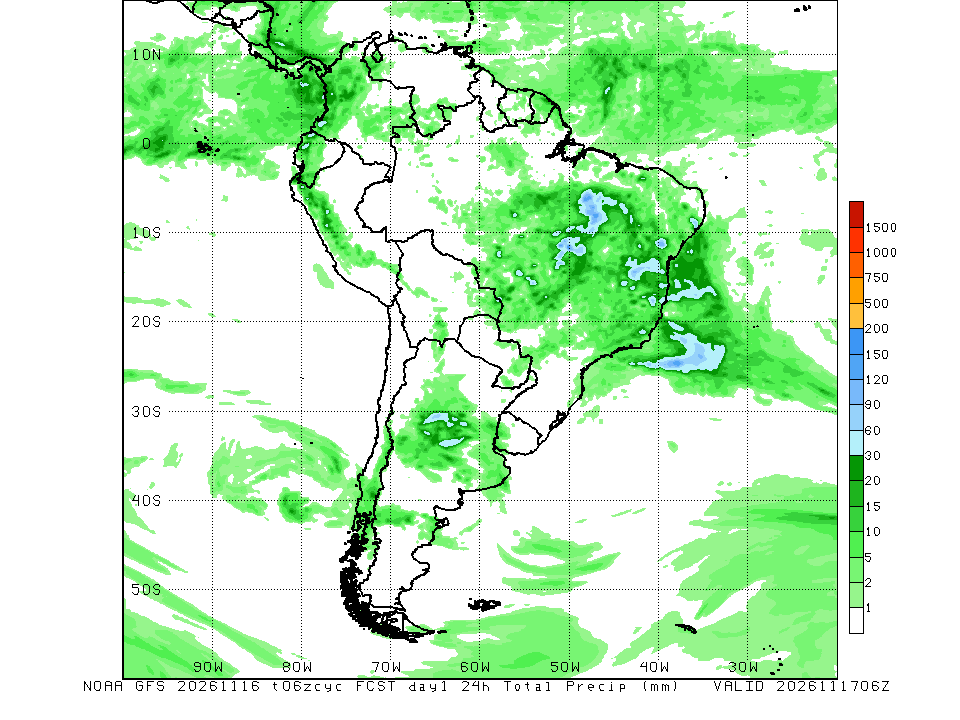 10N
0
10S
20S
30S
40S
50S
90W 80W 70W 60W 50W 40W 30W
1500
1000
750
500
200
150
120
90
60
30
20
15
10
5
2
1
NOAA GFS 20261116 t06zcyc FCST day1 24h Total Precip (mm) VALID 2026111706Z